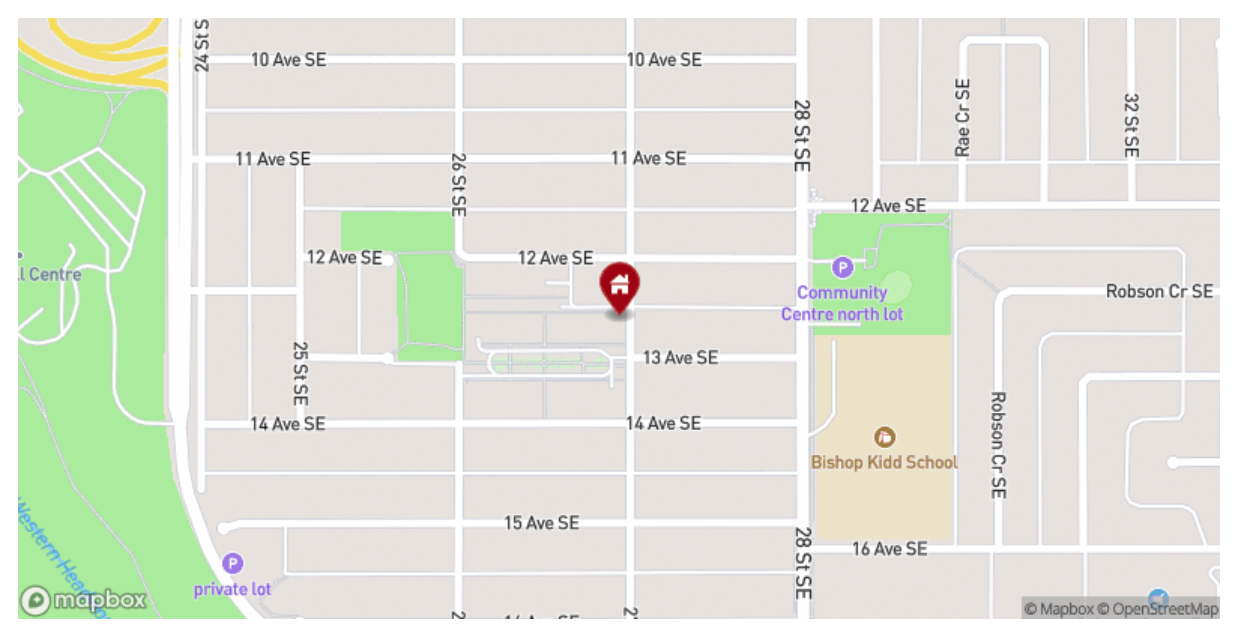 24 St S
10 Ave SE
10 Ave SE
Rae Cr SE
32 St SE
28 St SE
11 Ave SE
11 Ave SE
26 St SE
12 Ave SE
12 Ave SE
12 Ave SE
l Centre
P
Community
Centre north lot
Robson Cr SE
25 St SE
13 Ave SE
14 Ave SE
14 Ave SE
Robson Cr SE
Bishop Kidd School
15 Ave SE
28 St SE
16 Ave SE
P
private lot
mapbox
© Mapbox © OpenStreetMap